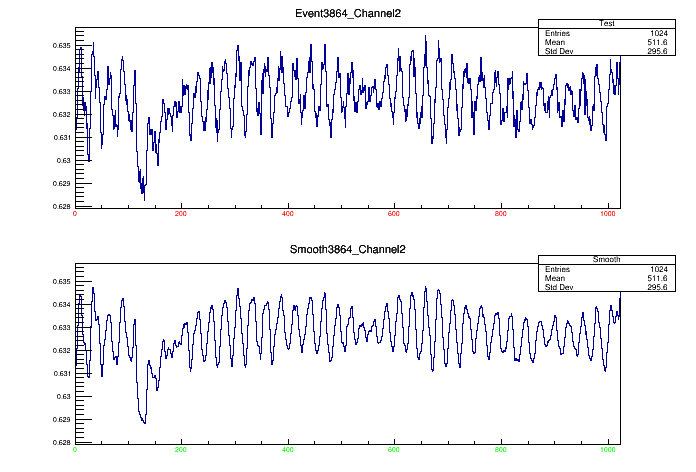 Event3864_Channel2
Test
Entries 1024
Mean 511.6
Std Dev 295.6
0.635
0.634
0.633
0.632
0.631
0.63
0.629
0.628
0 200 400 600 800 1000
Smooth3864_Channel2
Smooth
Entries 1024
Mean 511.6
Std Dev 295.6
0.635
0.634
0.633
0.632
0.631
0.63
0.629
0.628
0 200 400 600 800 1000